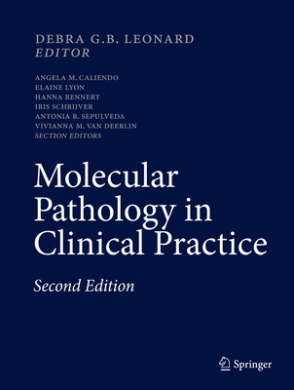 DEBRA G.B. LEONARD
EDITOR
ANGELA M. CALIENDO
ELAINE LYON
HANNA RENNERT
IRIS SCHRIJVER
ANTONIA R. SEPULVEDA
VIVIANNA M. VAN DEERLIN
SECTION EDITORS
Molecular
Pathology in
Clinical Practice
Second Edition
Springer